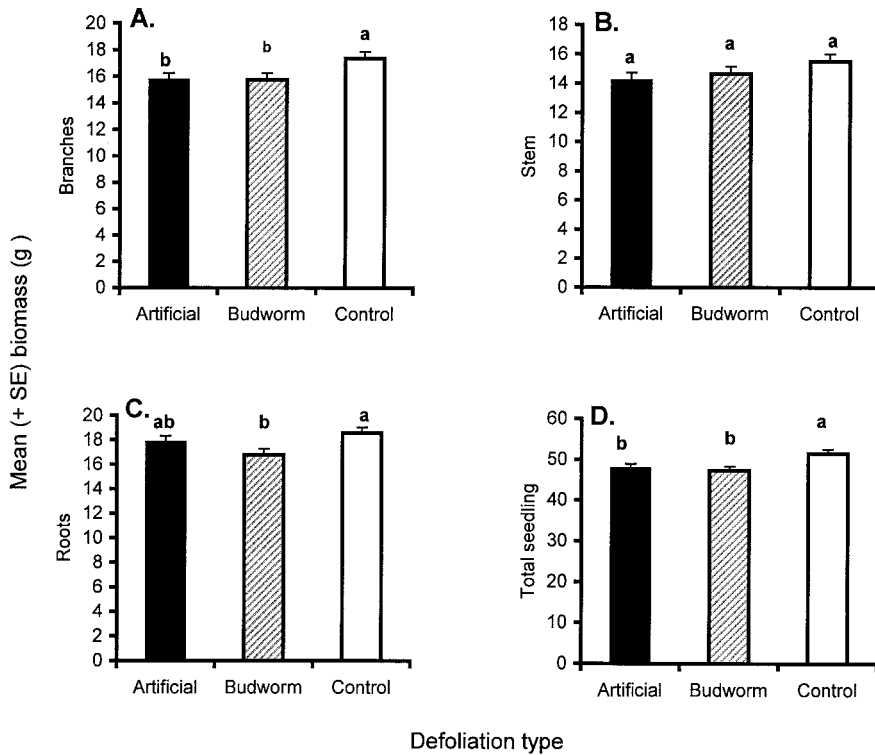 Mean (+ SE) biomass (g )
A.
Branches
20
18
16
14
12
10
8
6
4
2
0
b
b
a
Artificial Budworm Control
B.
Stem
18
16
14
12
10
8
6
4
2
0
a
a
a
Artificial Budworm Control
C.
Roots
20
18
16
14
12
10
8
6
4
2
0
ab
b
a
Artificial Budworm Control
D.
Total seedling
60
50
40
30
20
10
0
b
b
a
Artificial Budworm Control
Defoliation type